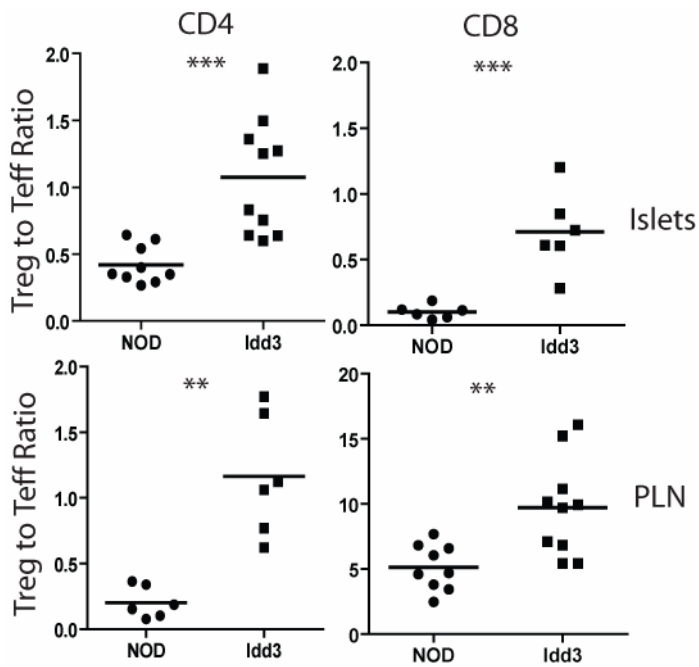 CD4 CD8
*** ***
Treg to Teff Ratio
2.0
1.5
1.0
0.5
0.0
NOD Idd3
2.0
1.5
1.0
0.5
0.0
NOD Idd3
Islets
** **
Treg to Teff Ratio
2.0
1.5
1.0
0.5
0.0
NOD Idd3
20
15
10
5
0
NOD Idd3
PLN